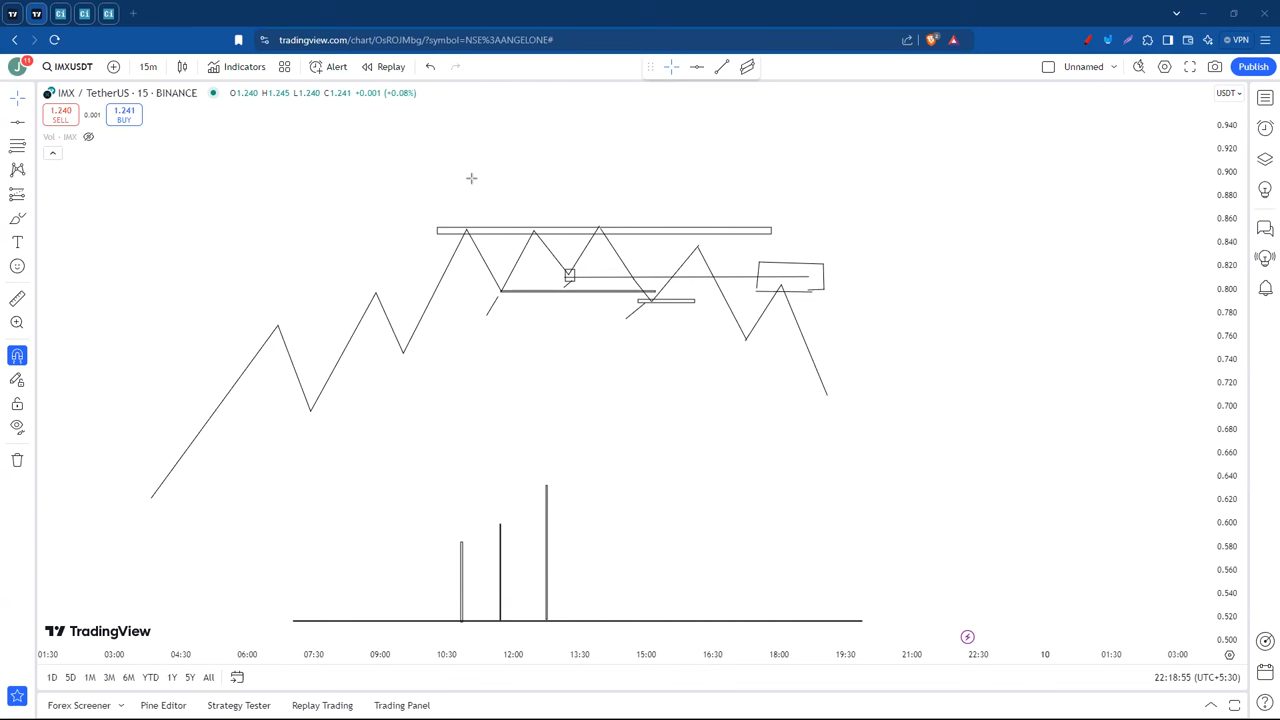 tradingview.com/chart/OsROJMbg/?symbol=NSE%3AANGELONE#
2
VPN
J 11 IMXUSDT 15m Indicators Alert Replay Unnamed Publish
IMX / TetherUS · 15 · BINANCE O1.240 H1.245 L1.240 C1.241 +0.001 (+0.08%) USDT
1.240 SELL 0.001 1.241 BUY
Vol · IMX
0.940
0.920
0.900
0.880
0.860
0.840
0.820
0.800
0.780
0.760
0.740
0.720
0.700
0.680
0.660
0.640
0.620
0.600
0.580
0.560
0.540
0.520
0.500
TradingView
01:30 03:00 04:30 06:00 07:30 09:00 10:30 12:00 13:30 15:00 16:30 18:00 19:30 21:00 22:30 10 01:30 03:00
1D 5D 1M 3M 6M YTD 1Y 5Y All 22:18:55 (UTC+5:30)
Forex Screener Pine Editor Strategy Tester Replay Trading Trading Panel